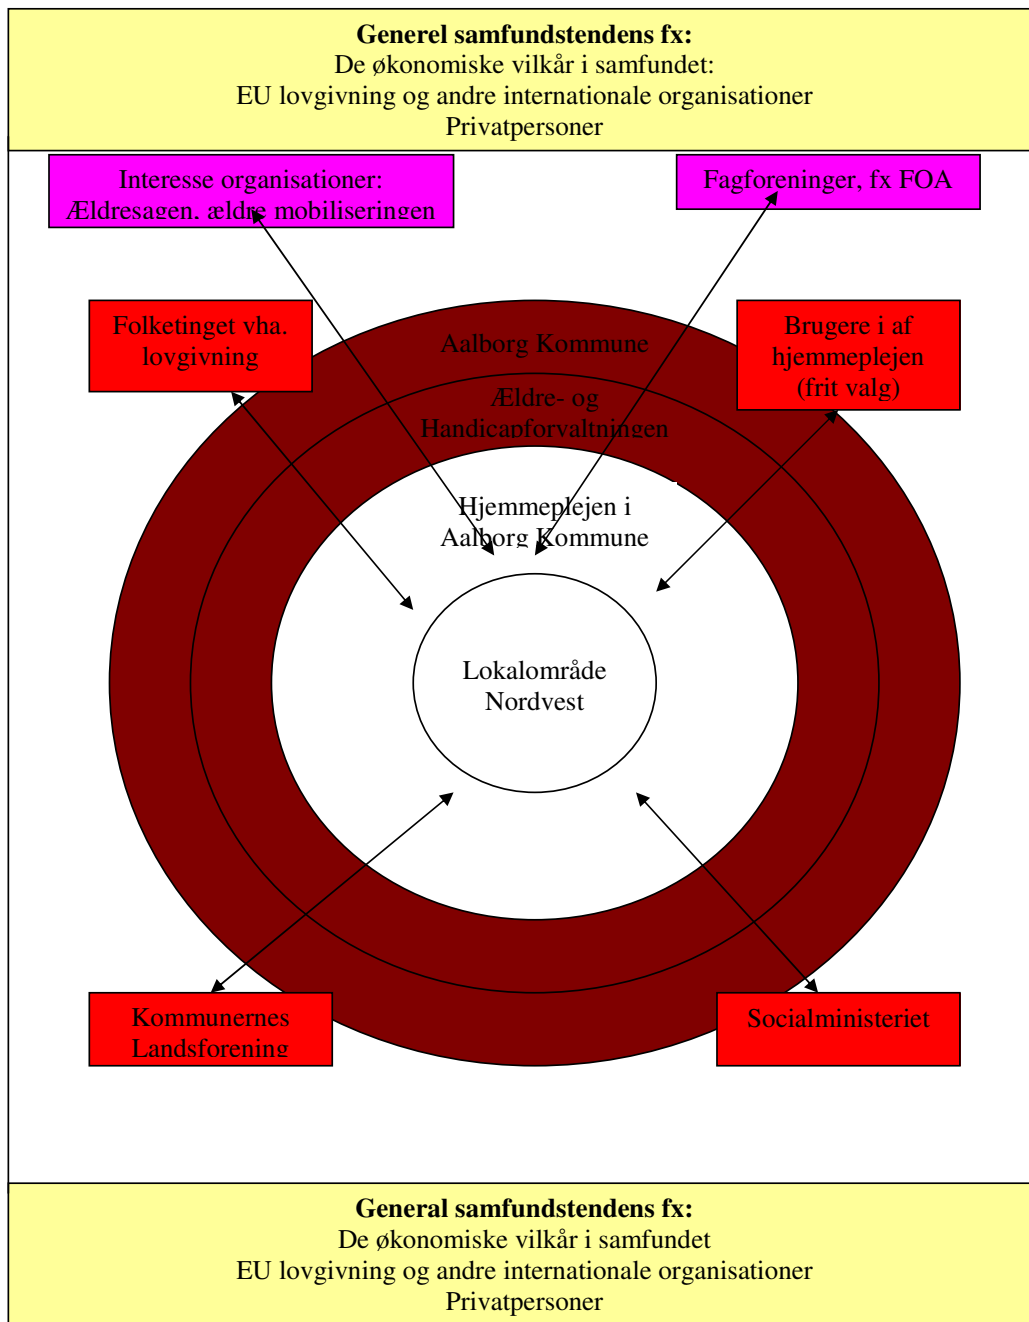 Generel samfundstendens fx:
De økonomiske vilkår i samfundet:
EU lovgivning og andre internationale organisationer
Privatpersoner
Interesse organisationer:
Ældresagen, ældre mobiliseringen
Fagforeninger, fx FOA
Folketinget vha.
lovgivning
Aalborg Kommune
Brugere i af
hjemmeplejen
(frit valg)
Ældre- og
Handicapforvaltningen
Hjemmeplejen i
Aalborg Kommune
Lokalområde
Nordvest
Kommunernes
Landsforening
Socialministeriet
General samfundstendens fx:
De økonomiske vilkår i samfundet
EU lovgivning og andre internationale organisationer
Privatpersoner